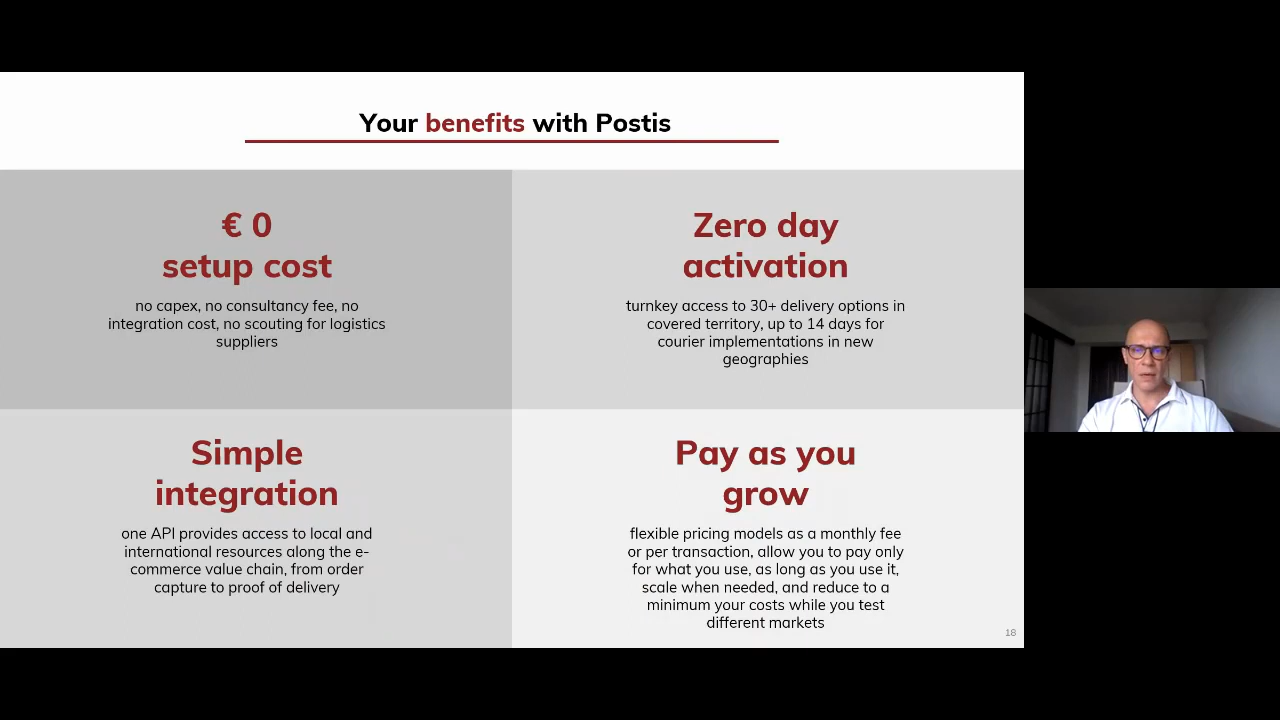 Your benefits with Postis
€ 0
setup cost
no capex, no consultancy fee, no
integration cost, no scouting for logistics
suppliers
Zero day
activation
turnkey access to 30+ delivery options in
covered territory, up to 14 days for
courier implementations in new
geographies
Simple
integration
one API provides access to local and
international resources along the e-
commerce value chain, from order
capture to proof of delivery
Pay as you
grow
flexible pricing models as a monthly fee
or per transaction, allow you to pay only
for what you use, as long as you use it,
scale when needed, and reduce to a
minimum your costs while you test
different markets
18